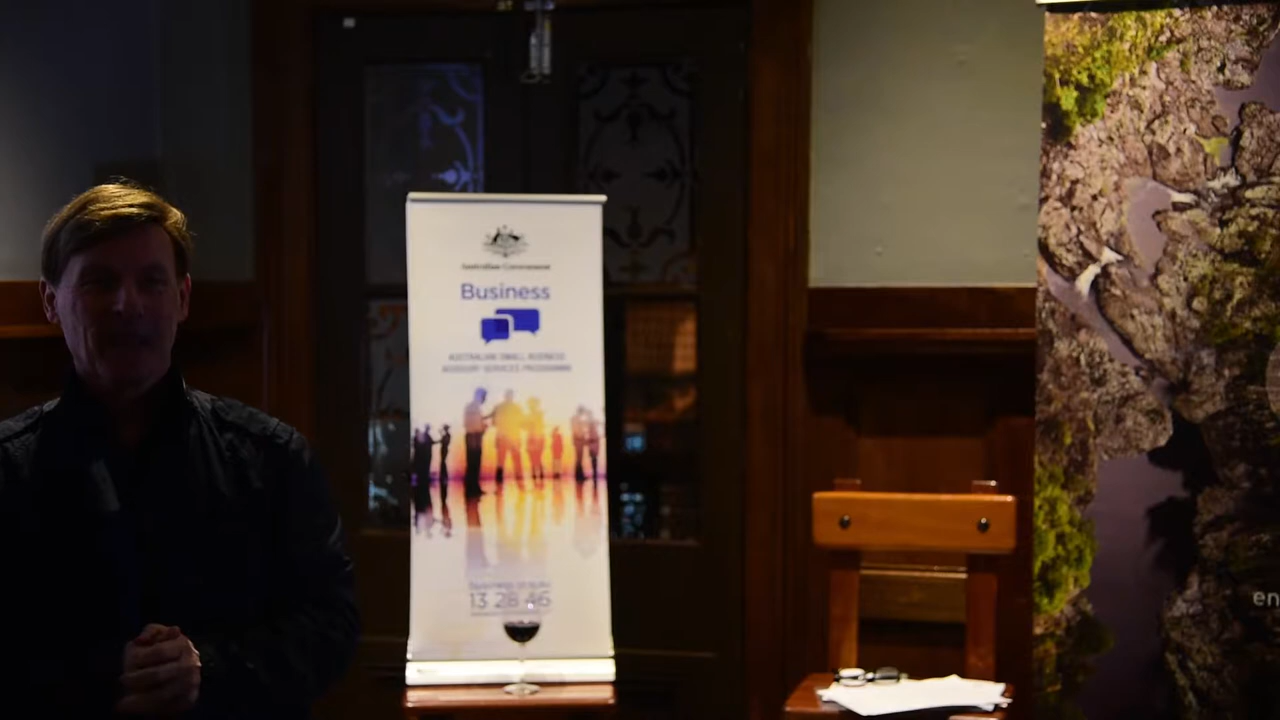 Australian Government
Business
AUSTRALIAN SMALL BUSINESS
ADVISORY SERVICES PROGRAMME
13 28 46
en